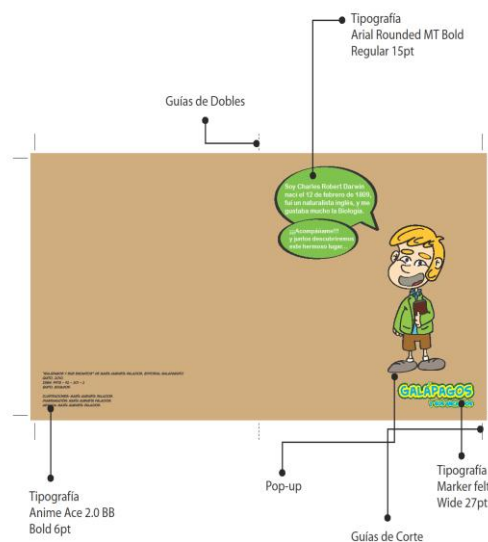 Tipografía
Arial Rounded MT Bold
Regular 15pt
Guías de Dobles
Soy Charles Robert Darwin
nací el 12 de febrero de 1809,
fui un naturalista inglés, y me
gustaba mucho la Biología.
¡¡¡Acompáñame!!!
y juntos descubriremos
este hermoso lugar...
GALÁPAGOS
Tipografía
Anime Ace 2.0 BB
Bold 6pt
Pop-up
Guías de Corte
Tipografía
Marker felt
Wide 27pt